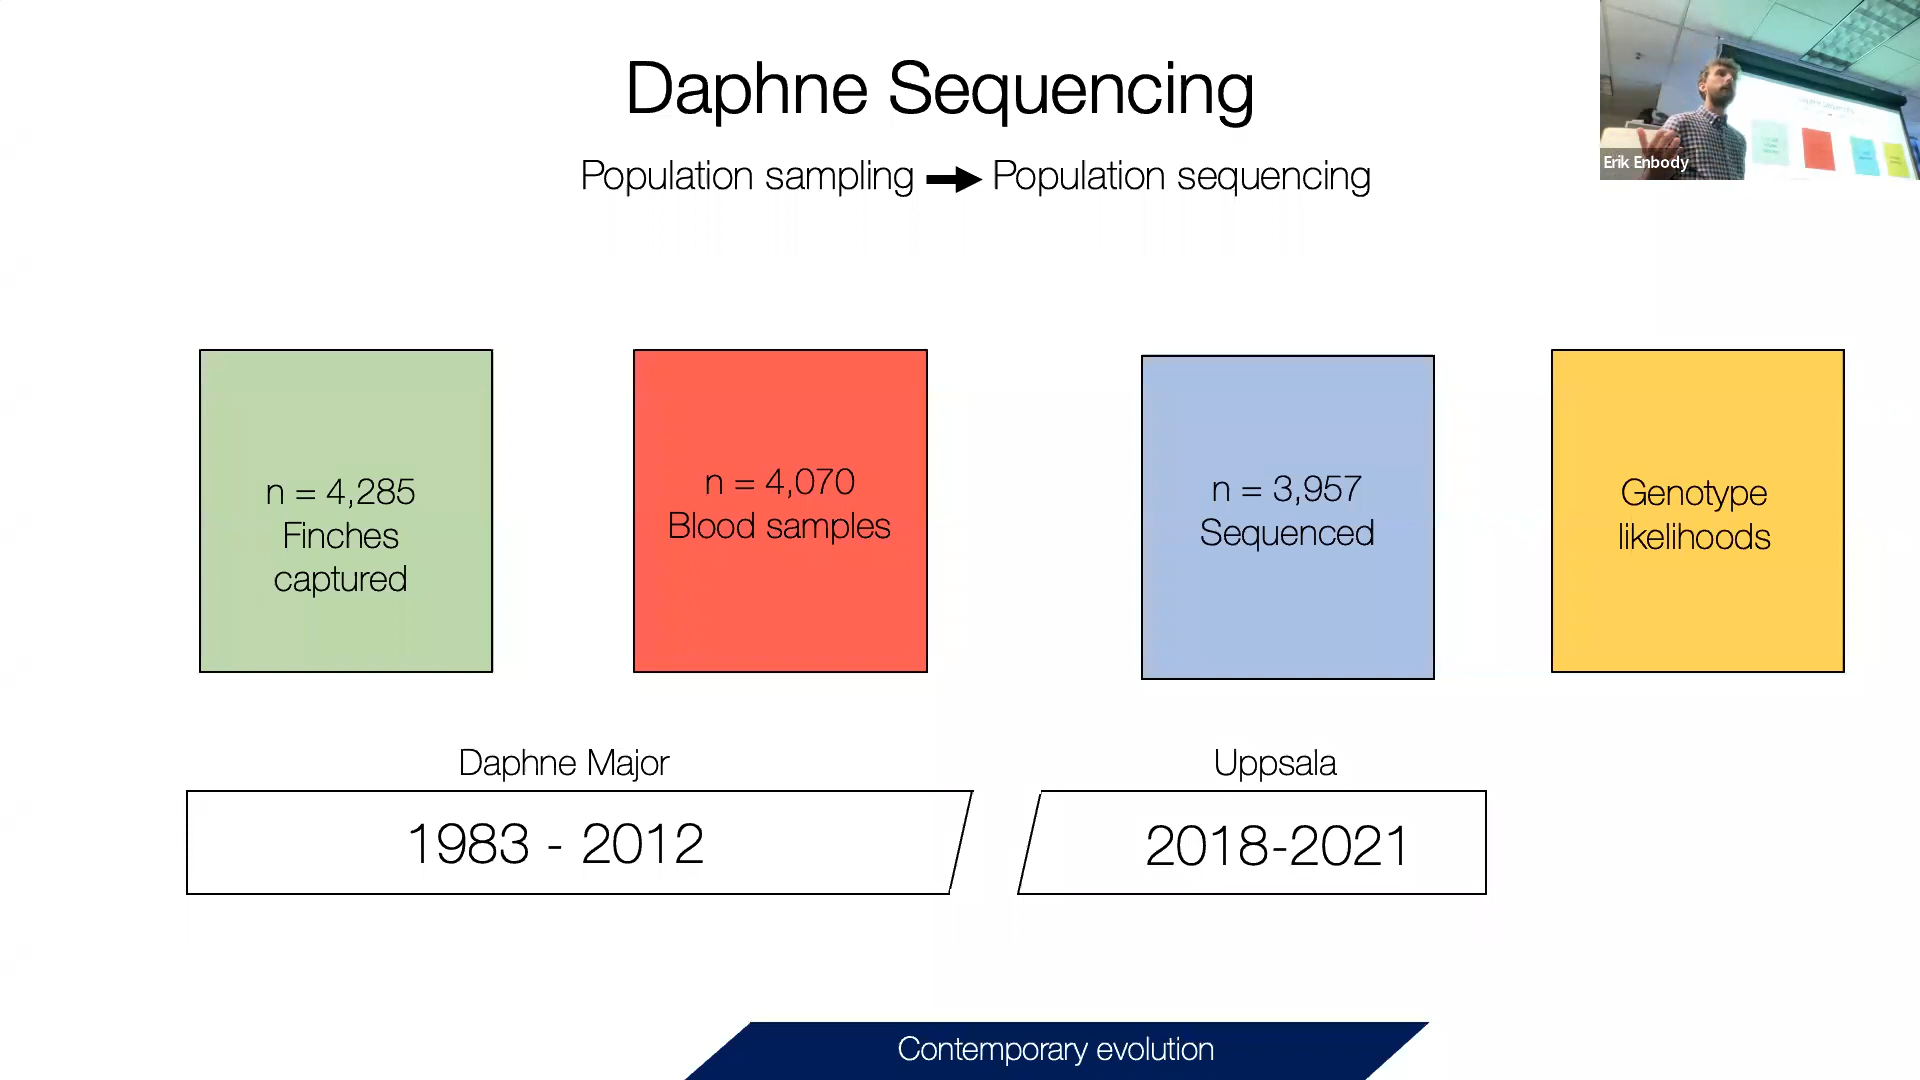 Daphne Sequencing
Population sampling → Population sequencing
Erik Enbody
n = 4,285
Finches
captured
n = 4,070
Blood samples
n = 3,957
Sequenced
Genotype
likelihoods
Daphne Major
1983 - 2012
Uppsala
2018-2021
Contemporary evolution